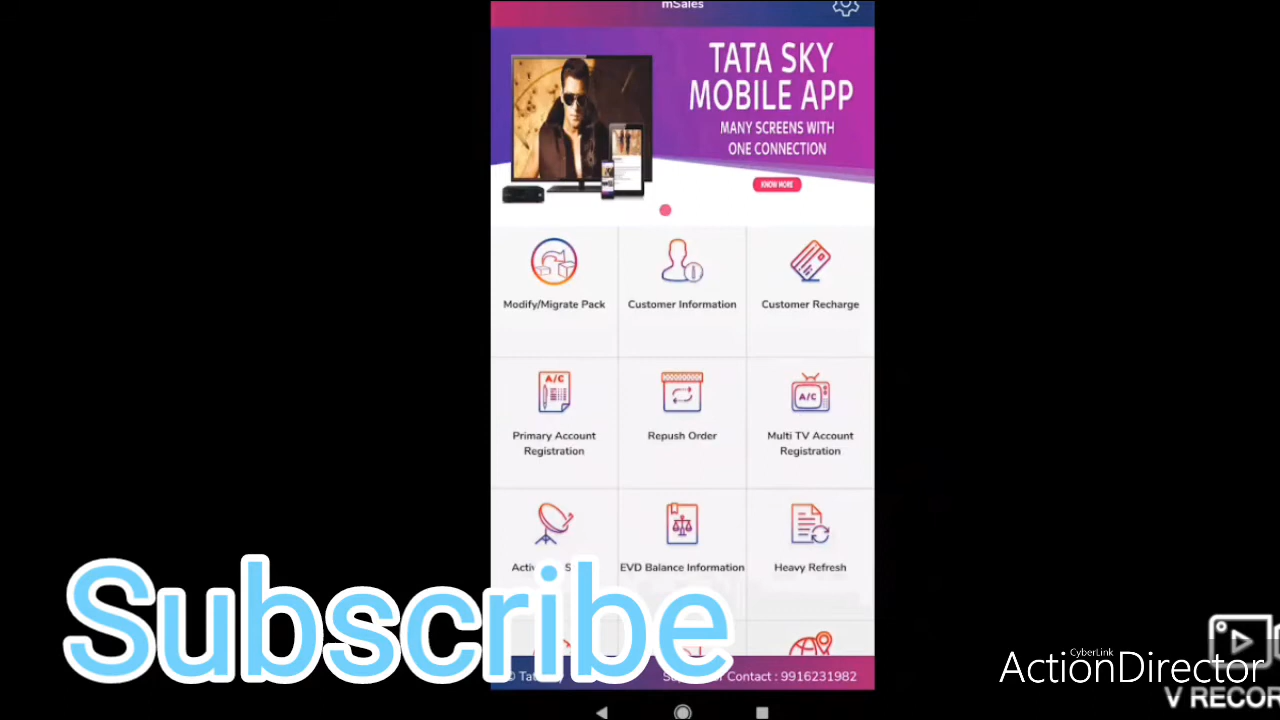 mSales
TATA SKY
MOBILE APP
MANY SCREENS WITH
ONE CONNECTION
KNOW MORE
Modify/Migrate Pack
Customer Information
Customer Recharge
A/C
A/C
Primary Account
Registration
Repush Order
Multi TV Account
Registration
EVD Balance Information
Heavy Refresh
Subscribe
Contact : 9916231982
CyberLink
ActionDirector
V RECOR